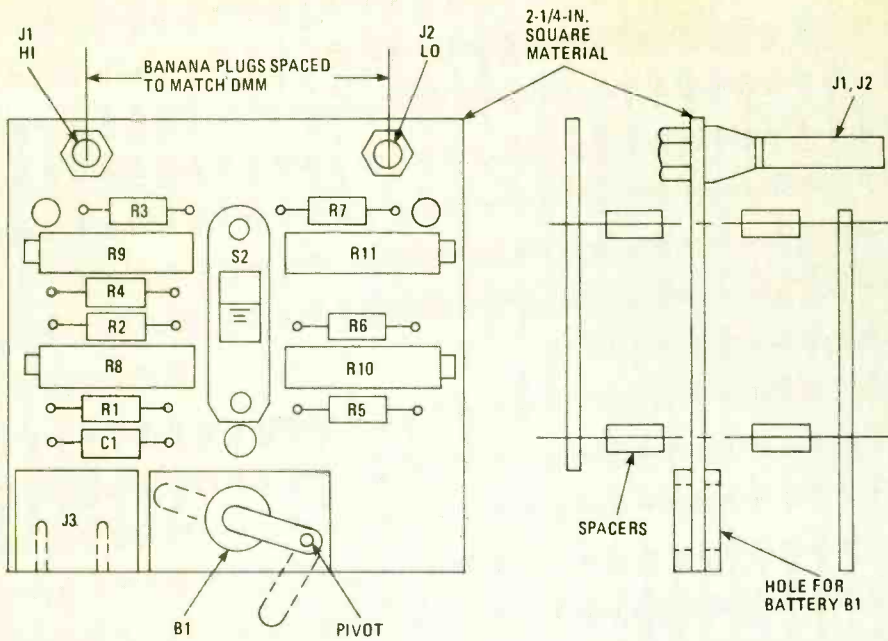 J1
HI
BANANA PLUGS SPACED
TO MATCH DMM
J2
LO
2-1/4-IN.
SQUARE
MATERIAL
J1, J2
R3
R7
R9
S2
R11
R4
R2
R6
R8
R10
R1
R5
C1
J3
SPACERS
HOLE FOR
BATTERY B1
B1
PIVOT